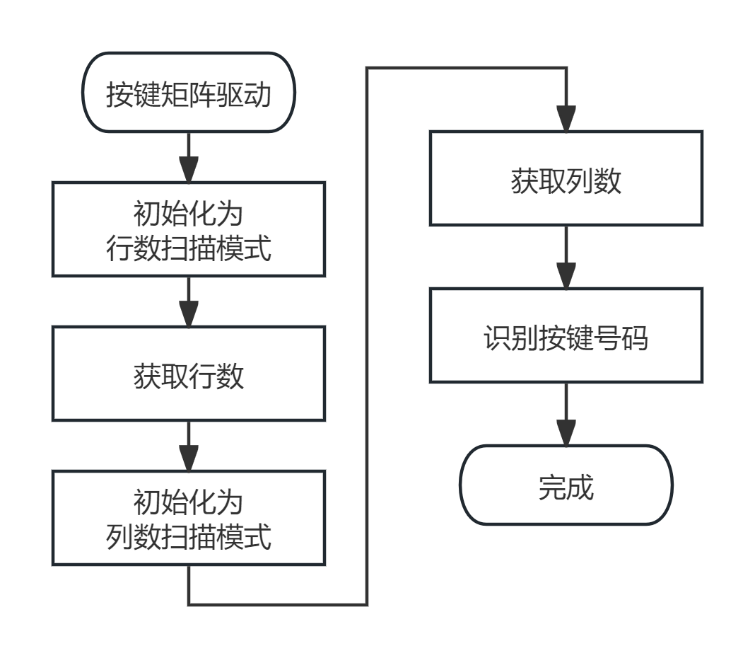 按键矩阵驱动
初始化为
行数扫描模式
获取行数
初始化为
列数扫描模式
获取列数
识别按键号码
完成